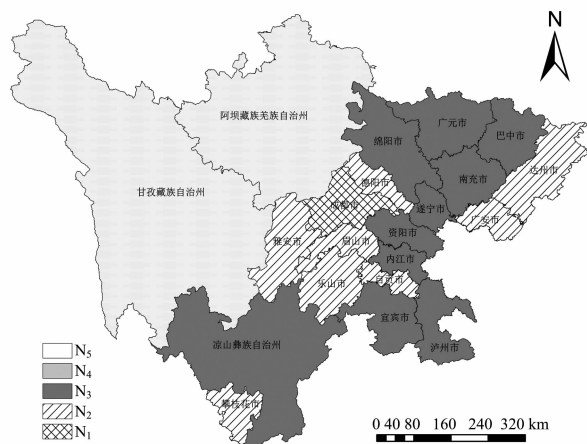 N
阿坝藏族羌族自治州
甘孜藏族自治州
绵阳市
广元市
巴中市
达州市
南充市
德阳市
成都市
遂宁市
广安市
资阳市
雅安市
眉山市
内江市
乐山市
自贡市
宜宾市
泸州市
凉山彝族自治州
攀枝花市
N5
N4
N3
N2
N1
0 40 80 160 240 320 km